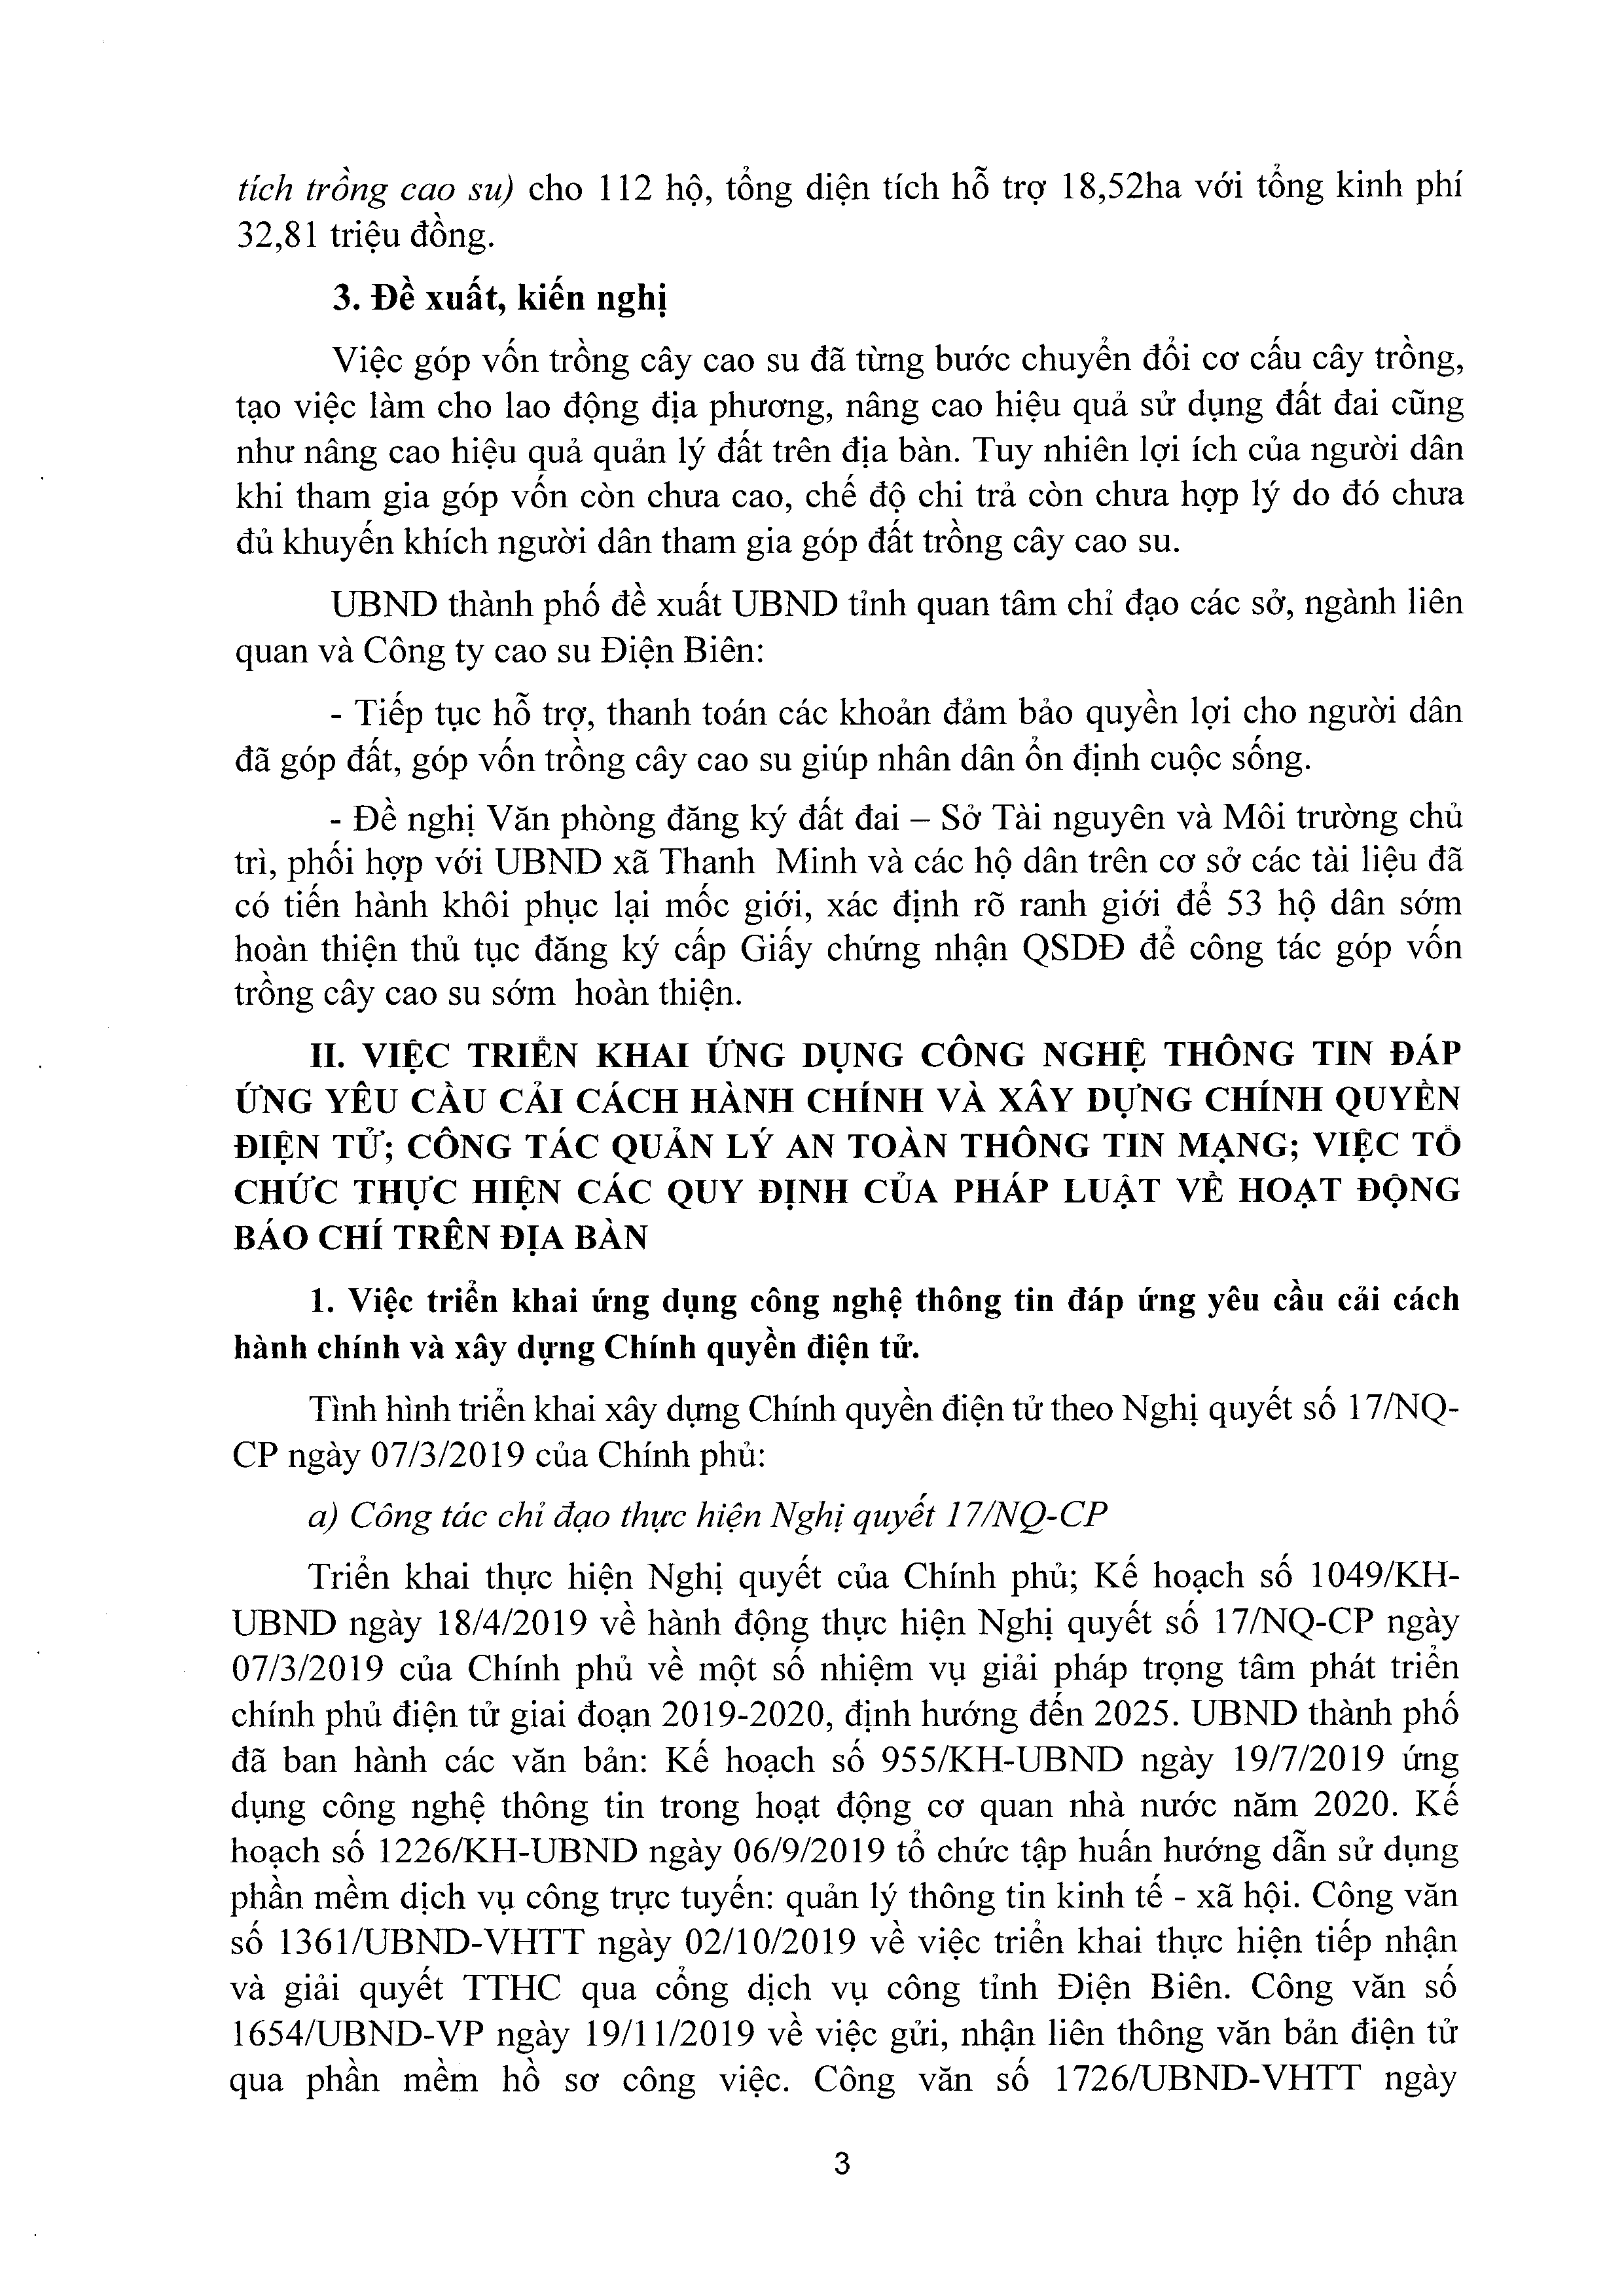 tích trồng cao su) cho 112 hộ, tổng diện tích hỗ trợ 18,52ha với tổng kinh phí
32,81 triệu đồng.
3. Đề xuất, kiến nghị
Việc góp vốn trồng cây cao su đã từng bước chuyển đổi cơ cấu cây trồng,
tạo việc làm cho lao động địa phương, nâng cao hiệu quả sử dụng đất đai cũng
như nâng cao hiệu quả quản lý đất trên địa bàn. Tuy nhiên lợi ích của người dân
khi tham gia góp vốn còn chưa cao, chế độ chi trả còn chưa hợp lý do đó chưa
đủ khuyến khích người dân tham gia góp đất trồng cây cao su.
UBND thành phố đề xuất UBND tỉnh quan tâm chỉ đạo các sở, ngành liên
quan và Công ty cao su Điện Biên:
- Tiếp tục hỗ trợ, thanh toán các khoản đảm bảo quyền lợi cho người dân
đã góp đất, góp vốn trồng cây cao su giúp nhân dân ổn định cuộc sống.
- Đề nghị Văn phòng đăng ký đất đai – Sở Tài nguyên và Môi trường chủ
trì, phối hợp với UBND xã Thanh Minh và các hộ dân trên cơ sở các tài liệu đã
có tiến hành khôi phục lại mốc giới, xác định rõ ranh giới để 53 hộ dân sớm
hoàn thiện thủ tục đăng ký cấp Giấy chứng nhận QSDĐ để công tác góp vốn
trồng cây cao su sớm hoàn thiện.
II. VIỆC TRIỂN KHAI ỨNG DỤNG CÔNG NGHỆ THÔNG TIN ĐÁP
ỨNG YÊU CẦU CẢI CÁCH HÀNH CHÍNH VÀ XÂY DỰNG CHÍNH QUYỀN
ĐIỆN TỬ; CÔNG TÁC QUẢN LÝ AN TOÀN THÔNG TIN MẠNG; VIỆC TỔ
CHỨC THỰC HIỆN CÁC QUY ĐỊNH CỦA PHÁP LUẬT VỀ HOẠT ĐỘNG
BÁO CHÍ TRÊN ĐỊA BÀN
1. Việc triển khai ứng dụng công nghệ thông tin đáp ứng yêu cầu cải cách
hành chính và xây dựng Chính quyền điện tử.
Tình hình triển khai xây dựng Chính quyền điện tử theo Nghị quyết số 17/NQ-
CP ngày 07/3/2019 của Chính phủ:
a) Công tác chỉ đạo thực hiện Nghị quyết 17/NQ-CP
Triển khai thực hiện Nghị quyết của Chính phủ; Kế hoạch số 1049/KH-
UBND ngày 18/4/2019 về hành động thực hiện Nghị quyết số 17/NQ-CP ngày
07/3/2019 của Chính phủ về một số nhiệm vụ giải pháp trọng tâm phát triển
chính phủ điện tử giai đoạn 2019-2020, định hướng đến 2025. UBND thành phố
đã ban hành các văn bản: Kế hoạch số 955/KH-UBND ngày 19/7/2019 ứng
dụng công nghệ thông tin trong hoạt động cơ quan nhà nước năm 2020. Kế
hoạch số 1226/KH-UBND ngày 06/9/2019 tổ chức tập huấn hướng dẫn sử dụng
phần mềm dịch vụ công trực tuyến: quản lý thông tin kinh tế - xã hội. Công văn
số 1361/UBND-VHTT ngày 02/10/2019 về việc triển khai thực hiện tiếp nhận
và giải quyết TTHC qua cổng dịch vụ công tỉnh Điện Biên. Công văn số
1654/UBND-VP ngày 19/11/2019 về việc gửi, nhận liên thông văn bản điện tử
qua phần mềm hồ sơ công việc. Công văn số 1726/UBND-VHTT ngày
3